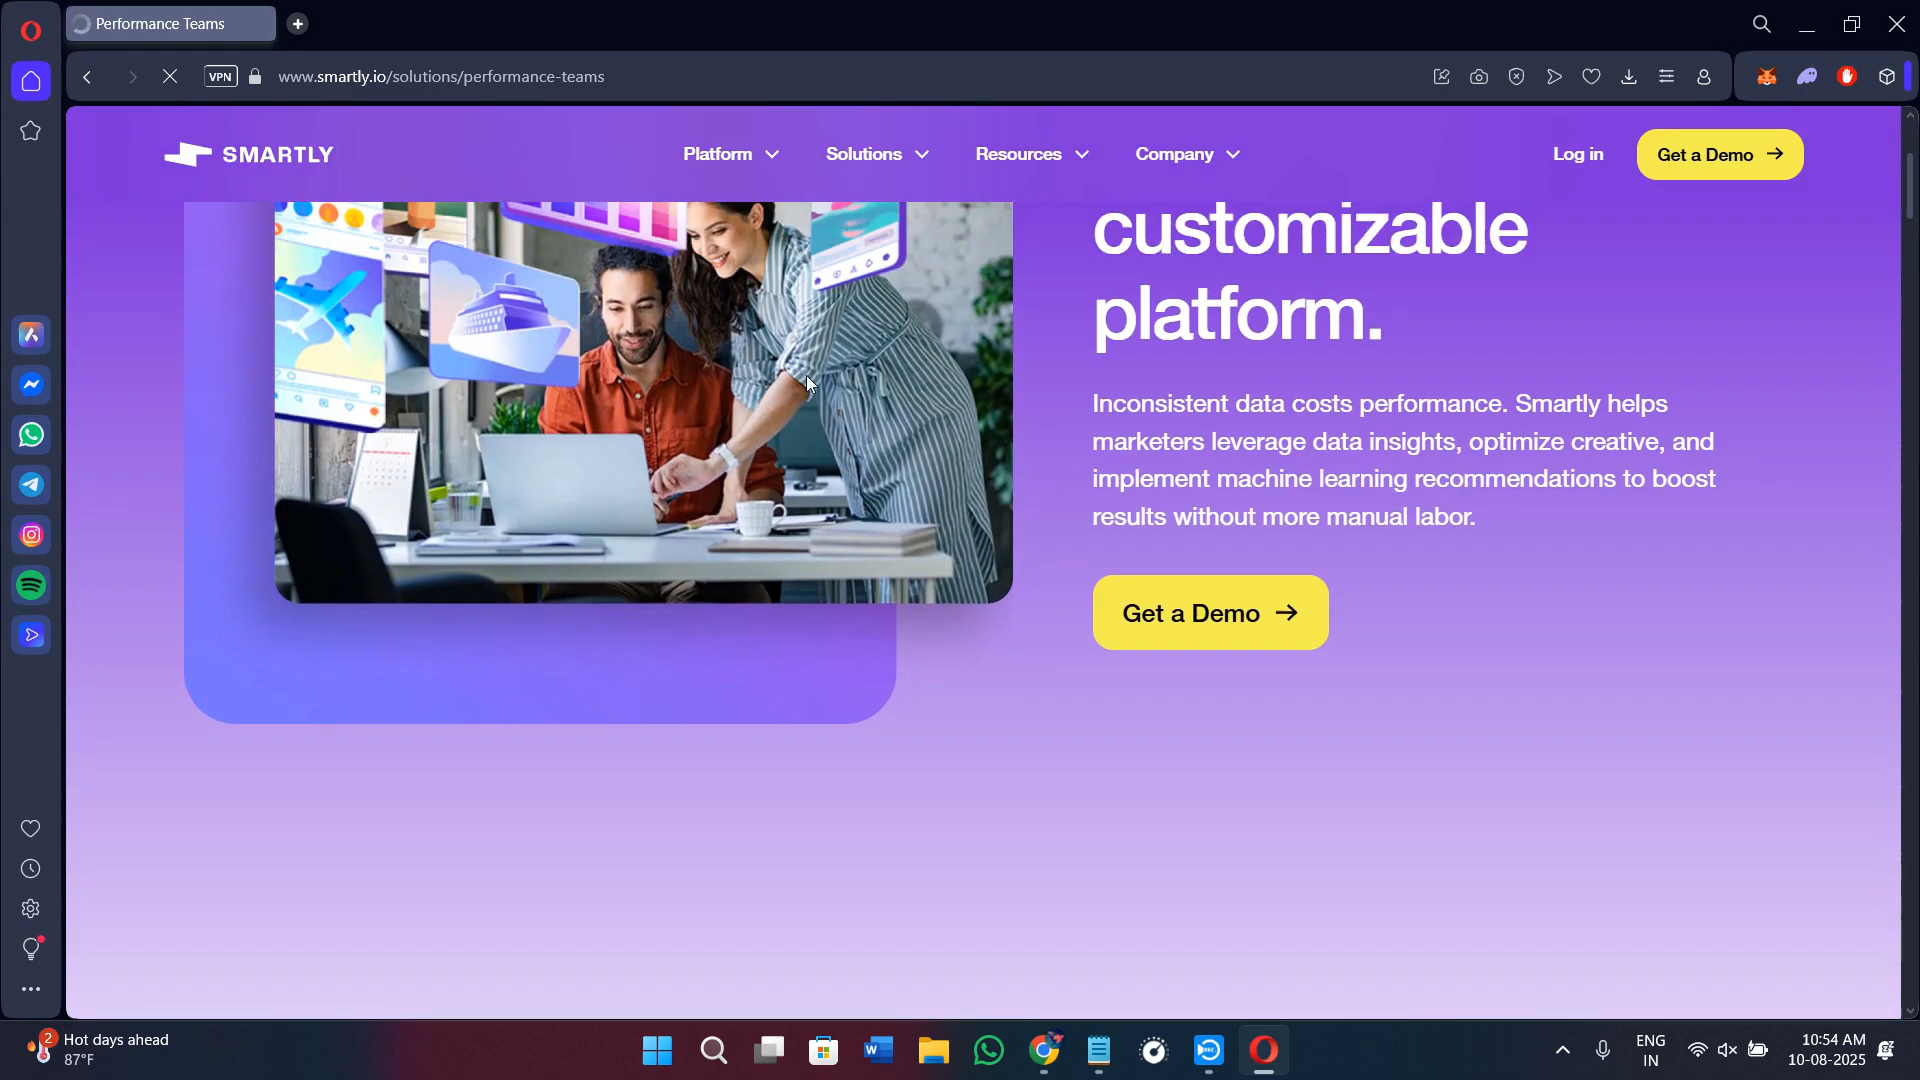 Performance Teams
VPN
www.smartly.io/solutions/performance-teams
SMARTLY
Platform
Solutions
Resources
Company
Log in
Get a Demo →
customizable
platform.
Inconsistent data costs performance. Smartly helps
marketers leverage data insights, optimize creative, and
implement machine learning recommendations to boost
results without more manual labor.
Get a Demo →
2
Hot days ahead
87°F
ENG
IN
10:54 AM
10-08-2025